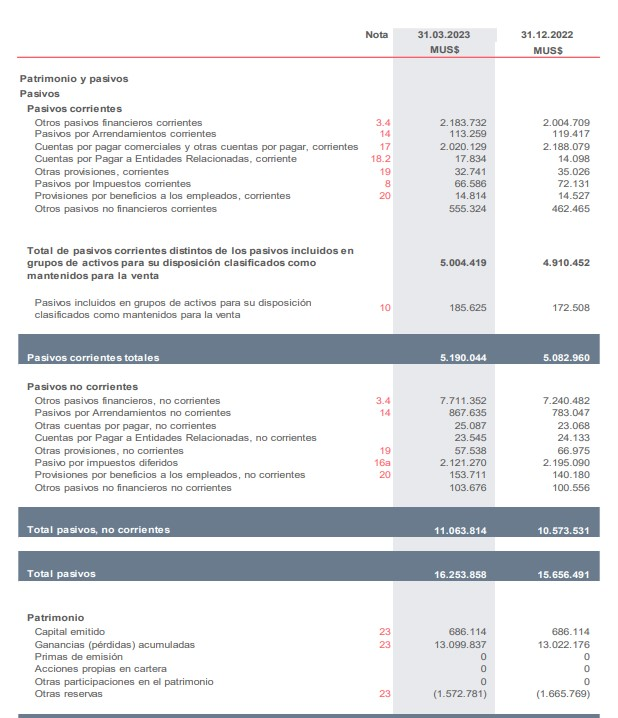 Nota 31.03.2023 31.12.2022
MUS$ MUS$
Patrimonio y pasivos
Pasivos
Pasivos corrientes
Otros pasivos financieros corrientes 3.4 2.183.732 2.004.709
Pasivos por Arrendamientos corrientes 14 113.259 119.417
Cuentas por pagar comerciales y otras cuentas por pagar, corrientes 17 2.020.129 2.188.079
Cuentas por Pagar a Entidades Relacionadas, corriente 18.2 17.834 14.098
Otras provisiones, corrientes 19 32.741 35.026
Pasivos por Impuestos corrientes 8 66.586 72.131
Provisiones por beneficios a los empleados, corrientes 20 14.814 14.527
Otros pasivos no financieros corrientes 555.324 462.465
Total de pasivos corrientes distintos de los pasivos incluidos en
grupos de activos para su disposición clasificados como 5.004.419 4.910.452
mantenidos para la venta
Pasivos incluidos en grupos de activos para su disposición
clasificados como mantenidos para la venta 10 185.625 172.508
Pasivos corrientes totales 5.190.044 5.082.960
Pasivos no corrientes
Otros pasivos financieros, no corrientes 3.4 7.711.352 7.240.482
Pasivos por Arrendamientos no corrientes 14 867.635 783.047
Otras cuentas por pagar, no corrientes 25.087 23.068
Cuentas por Pagar a Entidades Relacionadas, no corrientes 23.545 24.133
Otras provisiones, no corrientes 19 57.538 66.975
Pasivo por impuestos diferidos 16a 2.121.270 2.195.090
Provisiones por beneficios a los empleados, no corrientes 20 153.711 140.180
Otros pasivos no financieros no corrientes 103.676 100.556
Total pasivos, no corrientes 11.063.814 10.573.531
Total pasivos 16.253.858 15.656.491
Patrimonio
Capital emitido 23 686.114 686.114
Ganancias (pérdidas) acumuladas 23 13.099.837 13.022.176
Primas de emisión 0 0
Acciones propias en cartera 0 0
Otras participaciones en el patrimonio 0 0
Otras reservas 23 (1.572.781) (1.665.769)